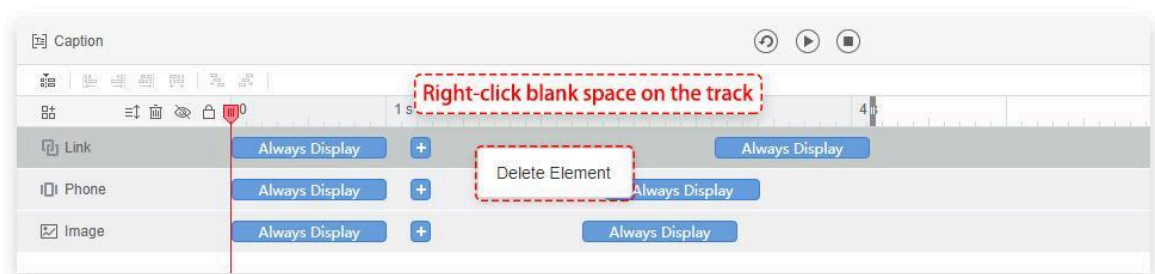 Caption
Right-click blank space on the track
0
1 s
4
Link
Always Display
Always Display
Delete Element
Phone
Always Display
Always Display
Image
Always Display
Always Display